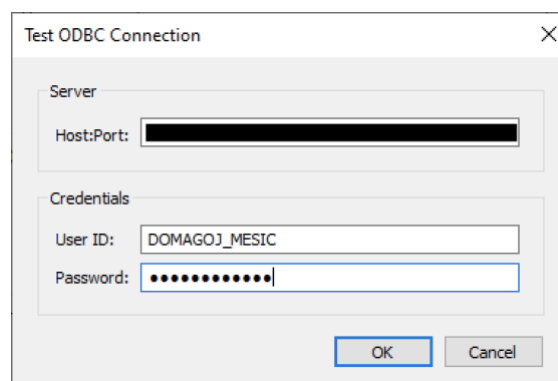 Test ODBC Connection
Server
Host:Port:
Credentials
User ID: DOMAGOJ_MESIC
Password: ●●●●●●●●●●●●
OK Cancel